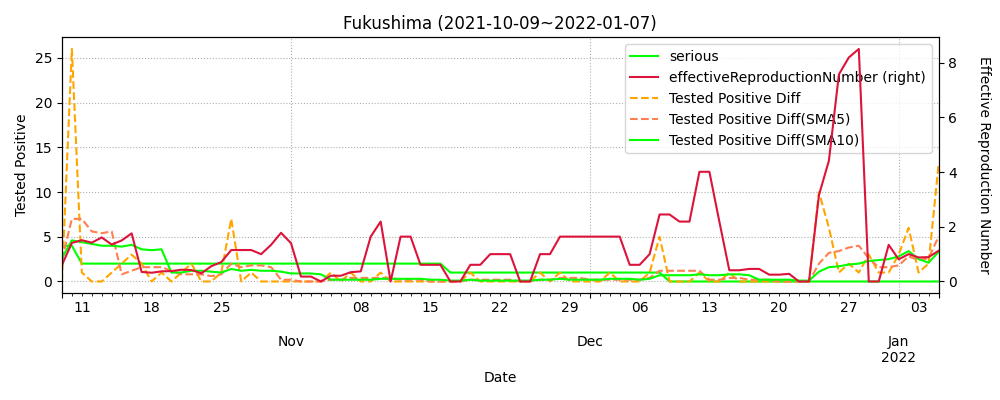 Fukushima (2021-10-09~2022-01-07)
serious
effectiveReproductionNumber (right)
Tested Positive Diff
Tested Positive Diff(SMA5)
Tested Positive Diff(SMA10)
Tested Positive
25
20
15
10
5
0
8
6
4
2
0
Effective Reproduction Number
11 18 25 08 15 22 29 06 13 20 27 03
Nov Dec Jan
2022
Date